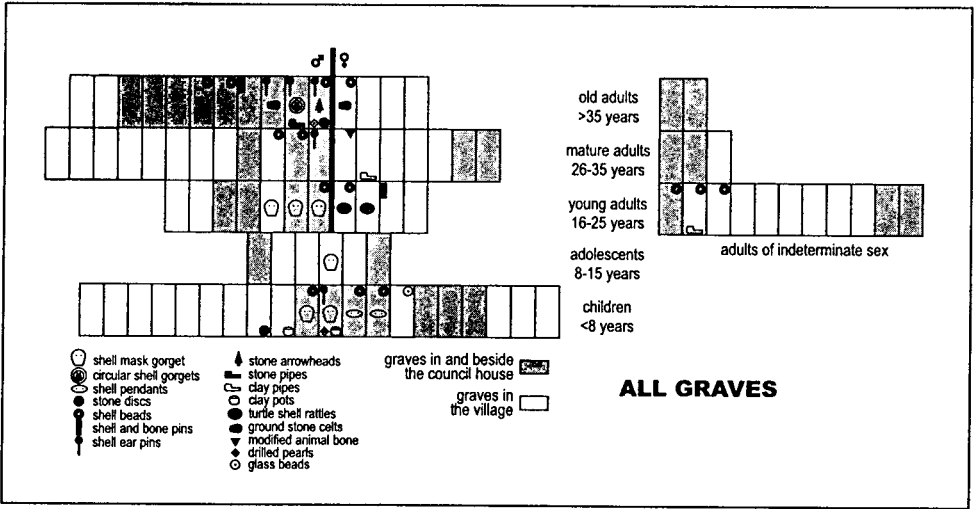 ♂ ♀
old adults
>35 years
mature adults
26-35 years
young adults
16-25 years
adults of indeterminate sex
adolescents
8-15 years
children
<8 years
shell mask gorget
circular shell gorgets
shell pendants
stone discs
shell beads
shell and bone pins
shell ear pins
stone arrowheads
stone pipes
clay pipes
clay pots
turtle shell rattles
ground stone celts
modified animal bone
drilled pearls
glass beads
graves in and beside
the council house
graves in
the village
ALL GRAVES